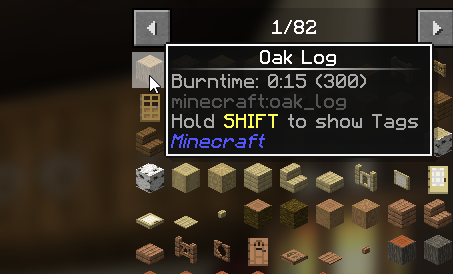 1/82
Oak Log
Burntime: 0:15 (300)
minecraft:oak_log
Hold SHIFT to show Tags
Minecraft